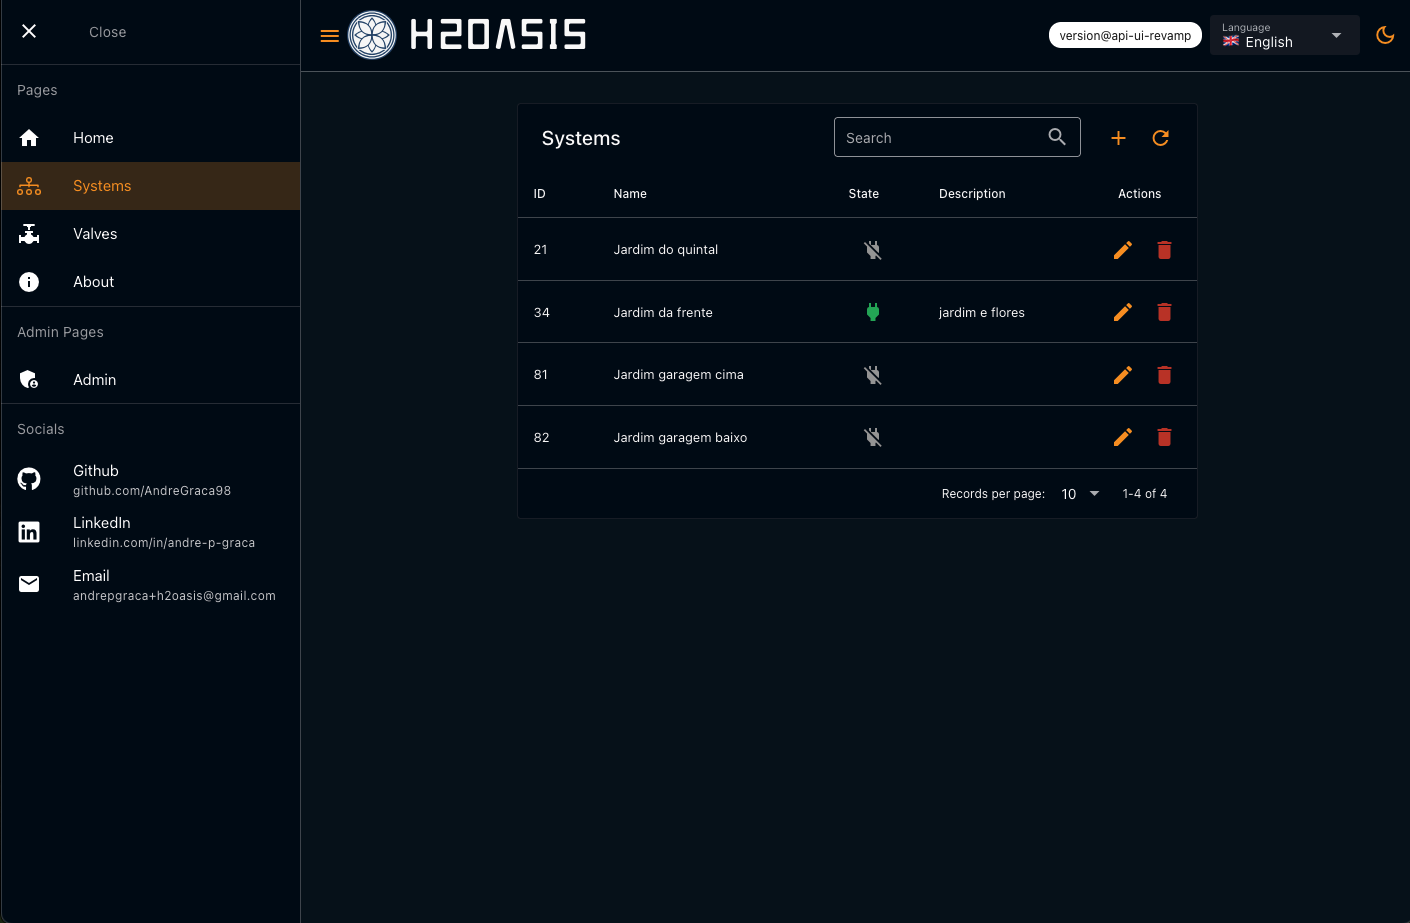 Close
Pages
Home
Systems
Valves
About
Admin Pages
Admin
Socials
Github
github.com/AndreGraca98
LinkedIn
linkedin.com/in/andre-p-graca
Email
andrepgraca+h2oasis@gmail.com
H2OASIS
version@api-ui-revamp
Language
English
Systems
Search
ID Name State Description Actions
21 Jardim do quintal
34 Jardim da frente jardim e flores
81 Jardim garagem cima
82 Jardim garagem baixo
Records per page: 10 1-4 of 4